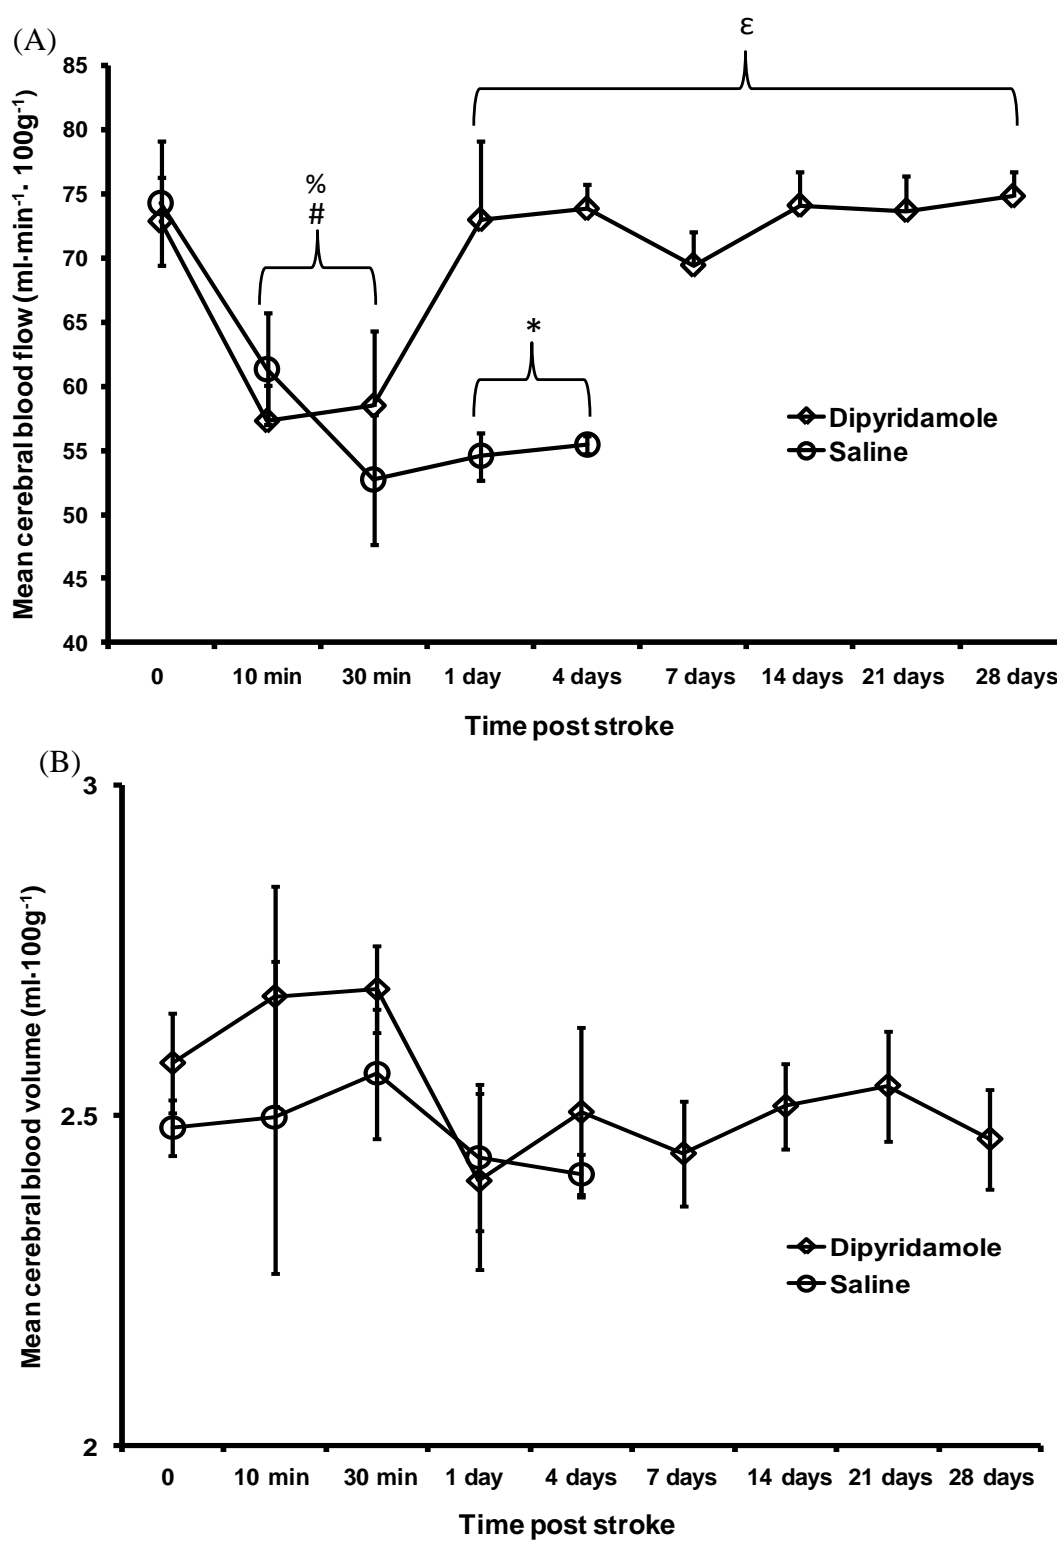 (A)
ε
Mean cerebral blood flow (ml·min⁻¹· 100g⁻¹)
85
80
75
70
65
60
55
50
45
40
%
#
*
Dipyridamole
Saline
0 10 min 30 min 1 day 4 days 7 days 14 days 21 days 28 days
Time post stroke
(B)
Mean cerebral blood volume (ml·100g⁻¹)
3
2.5
2
Dipyridamole
Saline
0 10 min 30 min 1 day 4 days 7 days 14 days 21 days 28 days
Time post stroke